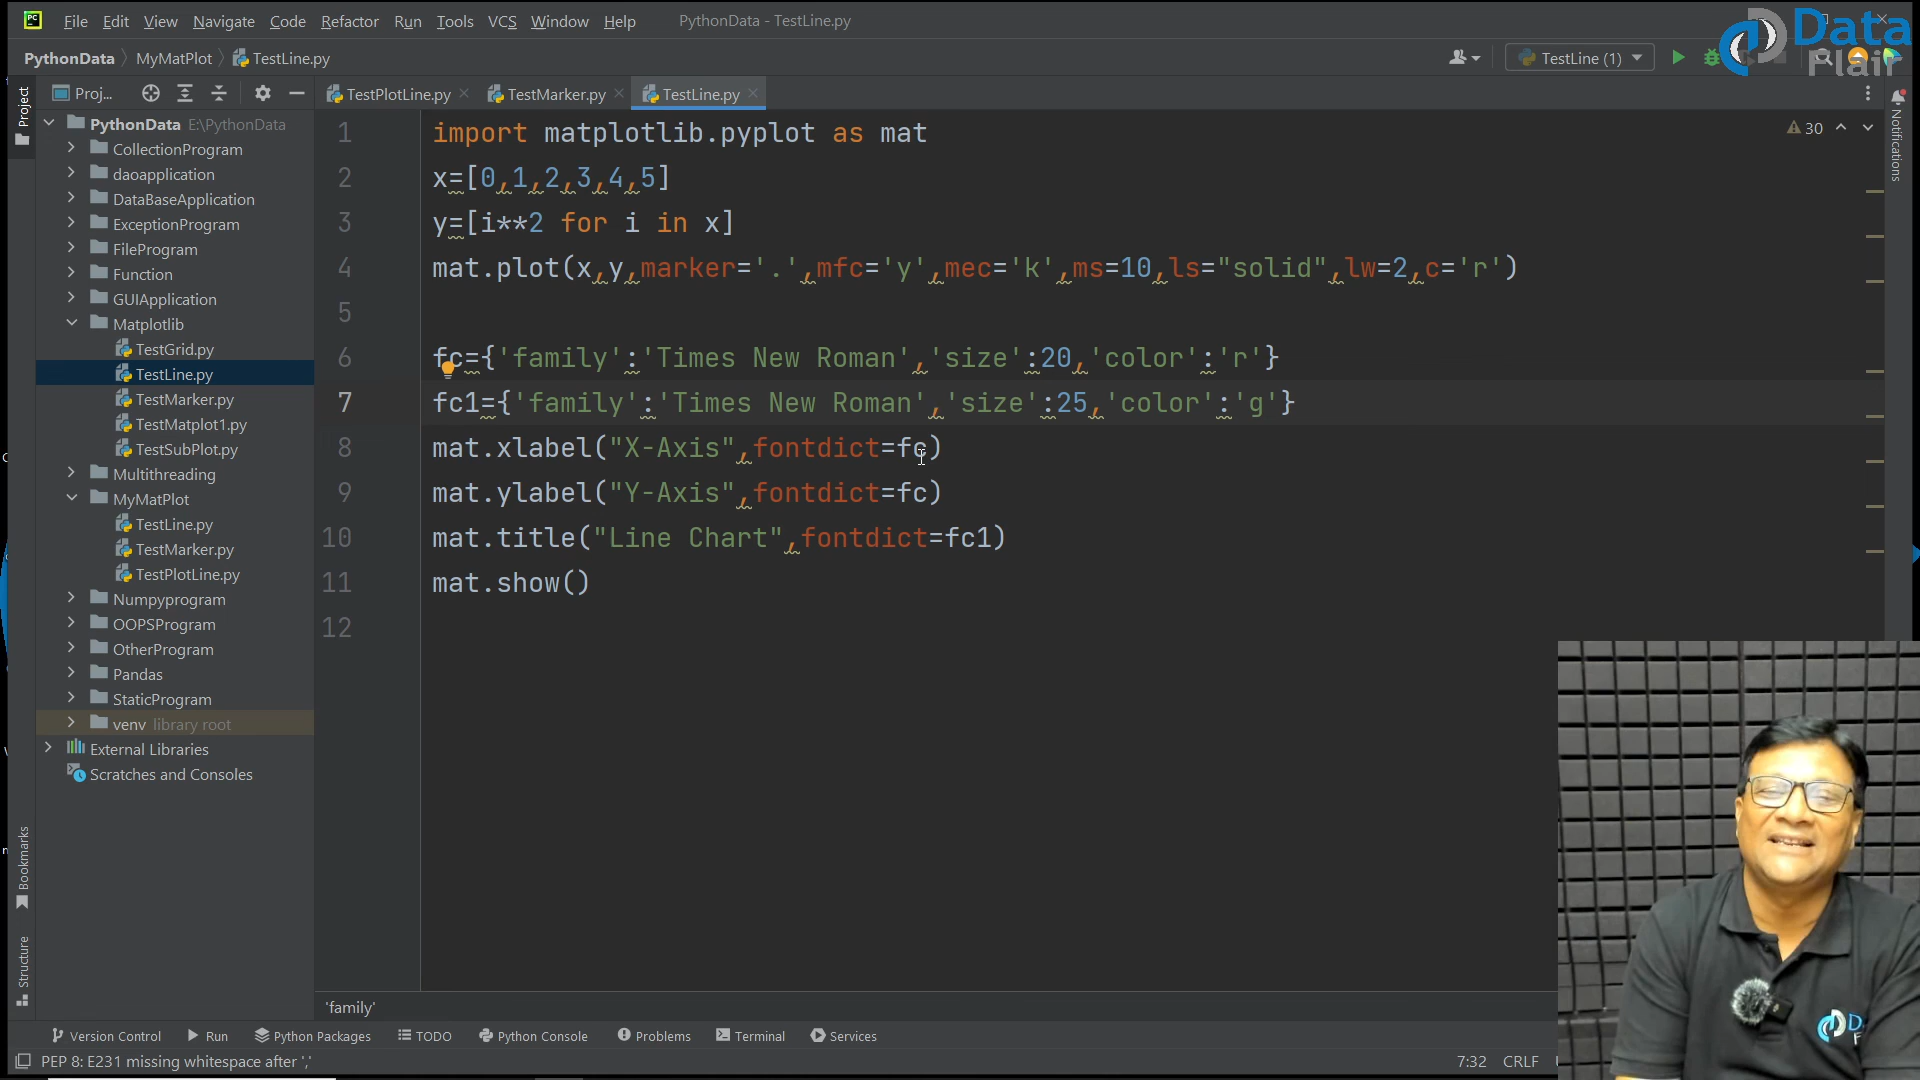 File Edit View Navigate Code Refactor Run Tools VCS Window Help PythonData - TestLine.py
Data Flair
PythonData MyMatPlot TestLine.py TestLine (1)
Proj... TestPlotLine.py TestMarker.py TestLine.py
Project
Notifications
30
PythonData E:\PythonData
CollectionProgram
daoapplication
DataBaseApplication
ExceptionProgram
FileProgram
Function
GUIApplication
Matplotlib
TestGrid.py
TestLine.py
TestMarker.py
TestMatplot1.py
TestSubPlot.py
Multithreading
MyMatPlot
TestLine.py
TestMarker.py
TestPlotLine.py
Numpyprogram
OOPSProgram
OtherProgram
Pandas
StaticProgram
venv library root
External Libraries
Scratches and Consoles
1 import matplotlib.pyplot as mat
2 x=[0,1,2,3,4,5]
3 y=[i**2 for i in x]
4 mat.plot(x,y,marker='.',mfc='y',mec='k',ms=10,ls="solid",lw=2,c='r')
5
6 fc={'family':'Times New Roman','size':20,'color':'r'}
7 fc1={'family':'Times New Roman','size':25,'color':'g'}
8 mat.xlabel("X-Axis",fontdict=fc)
9 mat.ylabel("Y-Axis",fontdict=fc)
10 mat.title("Line Chart",fontdict=fc1)
11 mat.show()
12
Bookmarks
Structure
'family'
Version Control Run Python Packages TODO Python Console Problems Terminal Services
PEP 8: E231 missing whitespace after ',' 7:32 CRLF